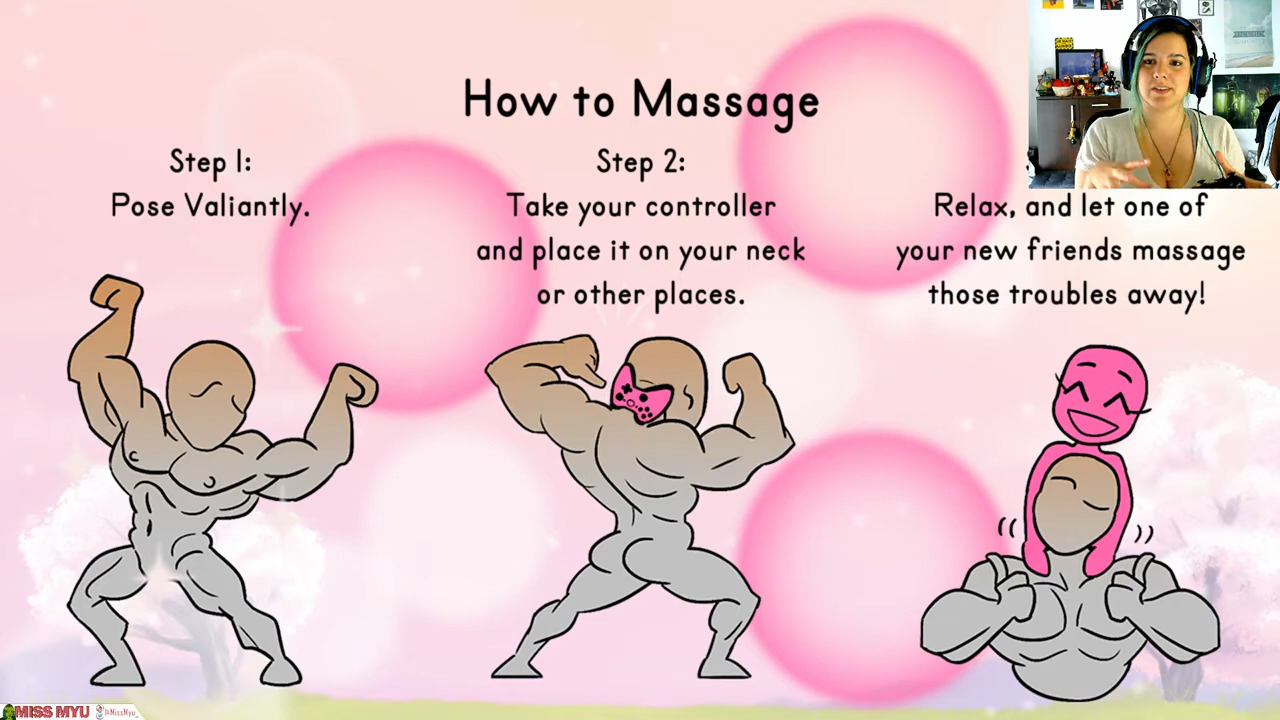 How to Massage
Step 1:
Pose Valiantly.
Step 2:
Take your controller
and place it on your neck
or other places.
Relax, and let one of
your new friends massage
those troubles away!
MISS MYU
MissMyu_